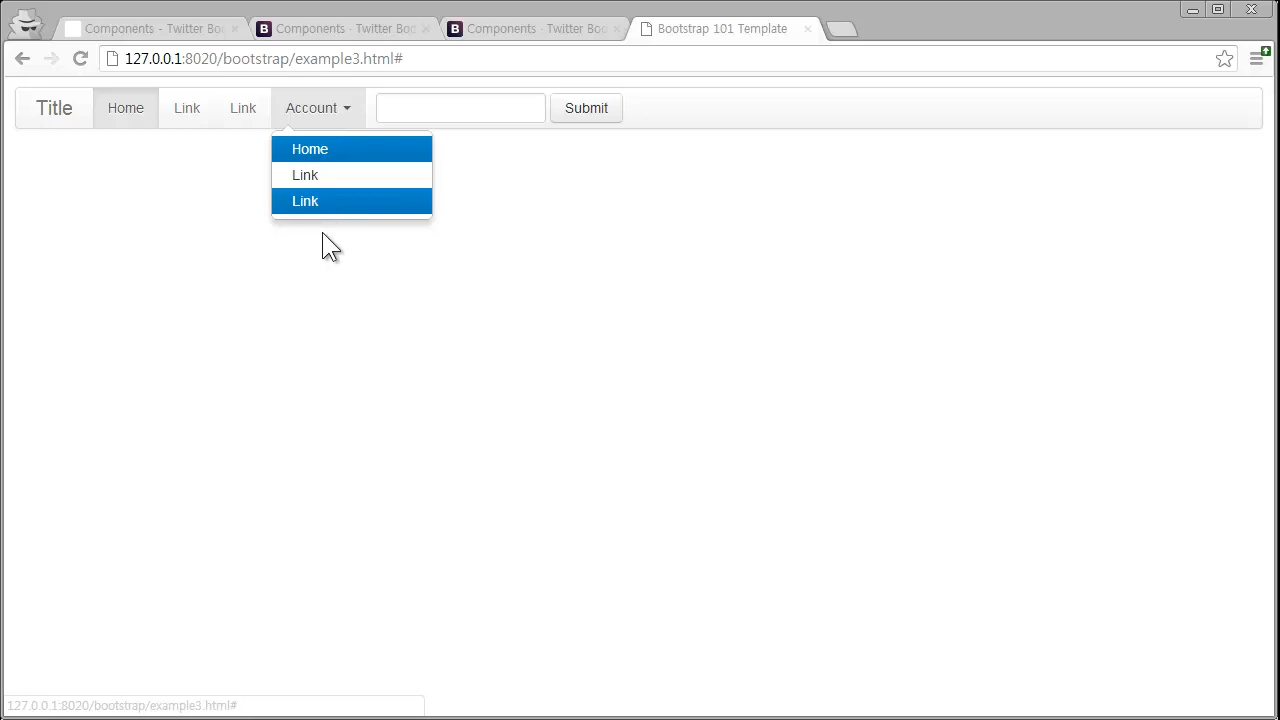 Components - Twitter Boo
Components · Twitter Boo
Components · Twitter Boo
Bootstrap 101 Template
127.0.0.1:8020/bootstrap/example3.html#
Title Home Link Link Account Submit
Home
Link
Link
127.0.0.1:8020/bootstrap/example3.html#